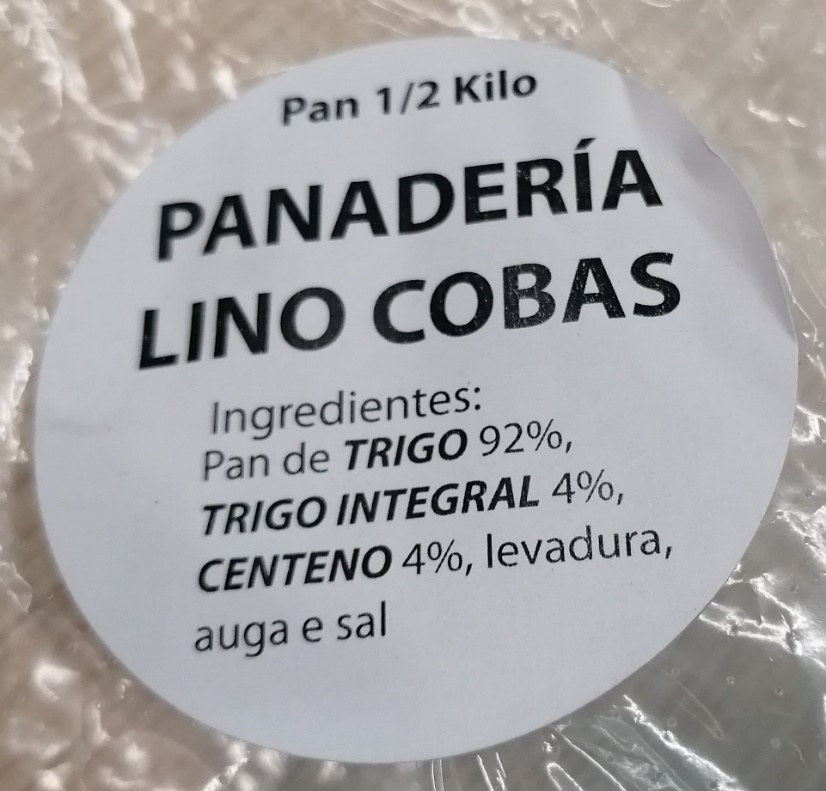 Pan 1/2 Kilo
PANADERÍA
LINO COBAS
Ingredientes:
Pan de TRIGO 92%,
TRIGO INTEGRAL 4%,
CENTENO 4%, levadura,
auga e sal